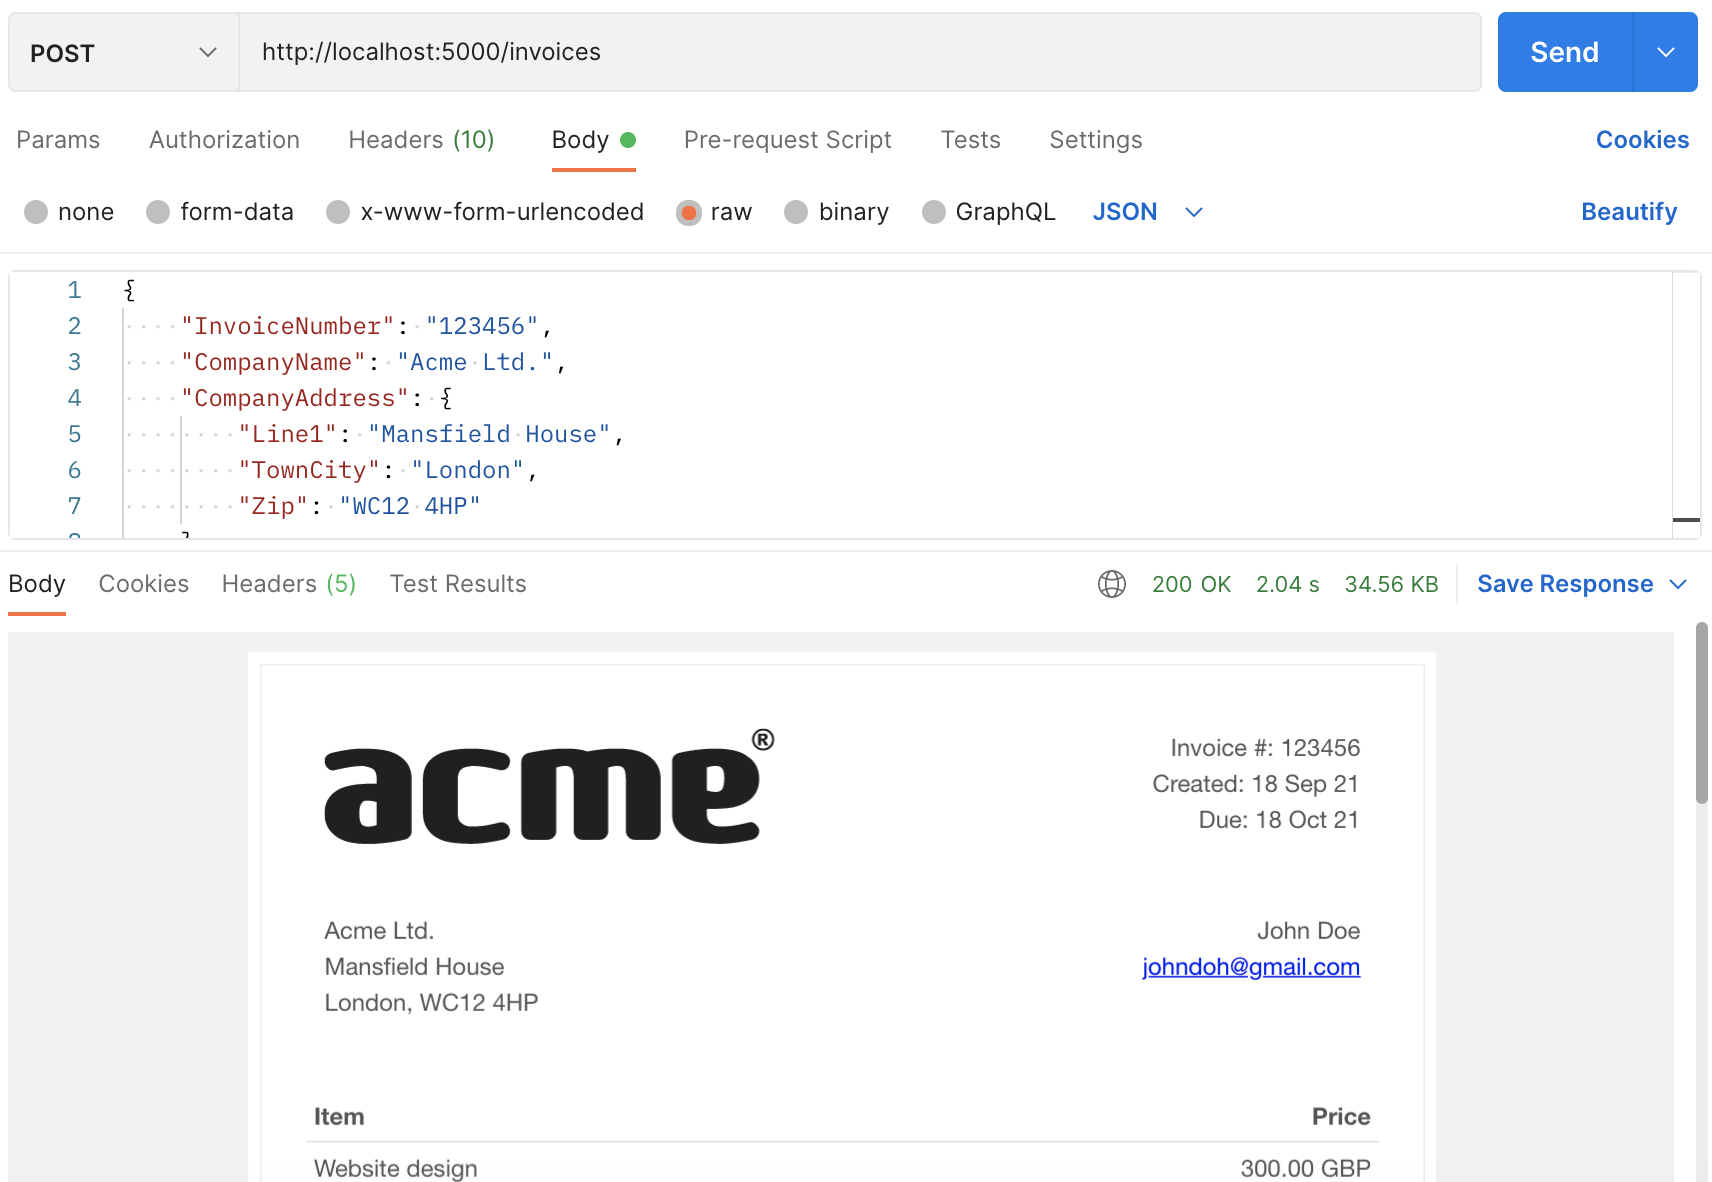 POST http://localhost:5000/invoices Send
Params Authorization Headers (10) Body Pre-request Script Tests Settings Cookies
none form-data x-www-form-urlencoded raw binary GraphQL JSON Beautify
1 {
2 "InvoiceNumber": "123456",
3 "CompanyName": "Acme Ltd.",
4 "CompanyAddress": {
5 "Line1": "Mansfield House",
6 "TownCity": "London",
7 "Zip": "WC12 4HP"
Body Cookies Headers (5) Test Results 200 OK 2.04 s 34.56 KB Save Response
acme®
Invoice #: 123456
Created: 18 Sep 21
Due: 18 Oct 21
Acme Ltd.
Mansfield House
London, WC12 4HP
John Doe
johndoh@gmail.com
Item Price
Website design 300.00 GBP